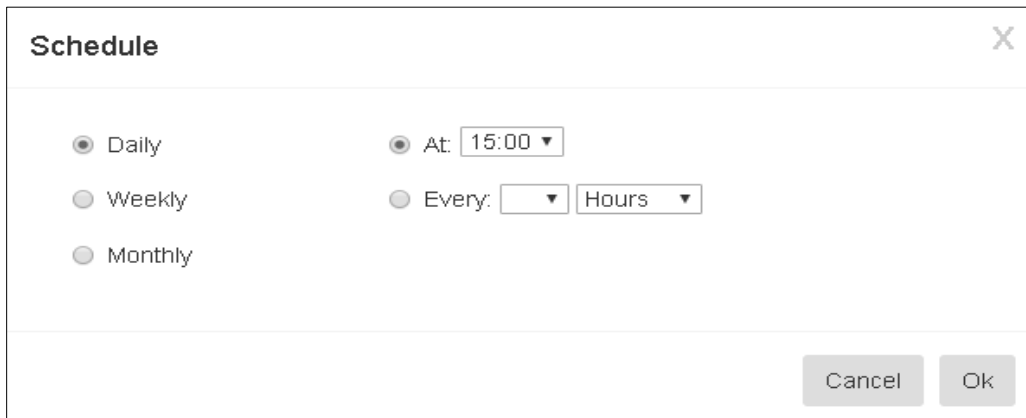 Schedule X
Daily At: 15:00
Weekly Every: Hours
Monthly
Cancel Ok